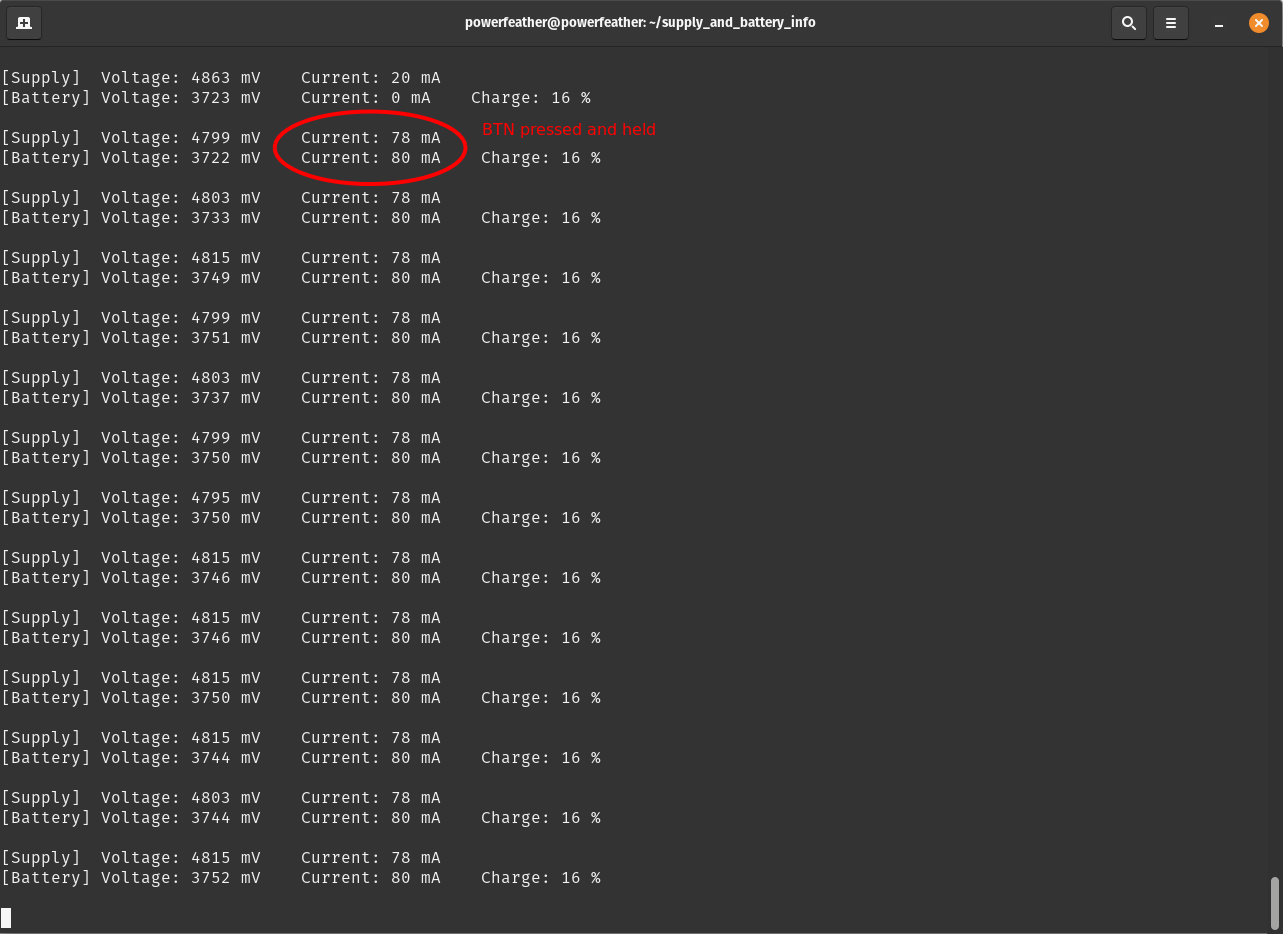 powerfeather@powerfeather: ~/supply_and_battery_info
[Supply]  Voltage: 4863 mV    Current: 20 mA
[Battery] Voltage: 3723 mV    Current: 0 mA    Charge: 16 %
BTN pressed and held
[Supply]  Voltage: 4799 mV    Current: 78 mA
[Battery] Voltage: 3722 mV    Current: 80 mA    Charge: 16 %
[Supply]  Voltage: 4803 mV    Current: 78 mA
[Battery] Voltage: 3733 mV    Current: 80 mA    Charge: 16 %
[Supply]  Voltage: 4815 mV    Current: 78 mA
[Battery] Voltage: 3749 mV    Current: 80 mA    Charge: 16 %
[Supply]  Voltage: 4799 mV    Current: 78 mA
[Battery] Voltage: 3751 mV    Current: 80 mA    Charge: 16 %
[Supply]  Voltage: 4803 mV    Current: 78 mA
[Battery] Voltage: 3737 mV    Current: 80 mA    Charge: 16 %
[Supply]  Voltage: 4799 mV    Current: 78 mA
[Battery] Voltage: 3750 mV    Current: 80 mA    Charge: 16 %
[Supply]  Voltage: 4795 mV    Current: 78 mA
[Battery] Voltage: 3750 mV    Current: 80 mA    Charge: 16 %
[Supply]  Voltage: 4815 mV    Current: 78 mA
[Battery] Voltage: 3746 mV    Current: 80 mA    Charge: 16 %
[Supply]  Voltage: 4815 mV    Current: 78 mA
[Battery] Voltage: 3746 mV    Current: 80 mA    Charge: 16 %
[Supply]  Voltage: 4815 mV    Current: 78 mA
[Battery] Voltage: 3750 mV    Current: 80 mA    Charge: 16 %
[Supply]  Voltage: 4815 mV    Current: 78 mA
[Battery] Voltage: 3744 mV    Current: 80 mA    Charge: 16 %
[Supply]  Voltage: 4803 mV    Current: 78 mA
[Battery] Voltage: 3744 mV    Current: 80 mA    Charge: 16 %
[Supply]  Voltage: 4815 mV    Current: 78 mA
[Battery] Voltage: 3752 mV    Current: 80 mA    Charge: 16 %